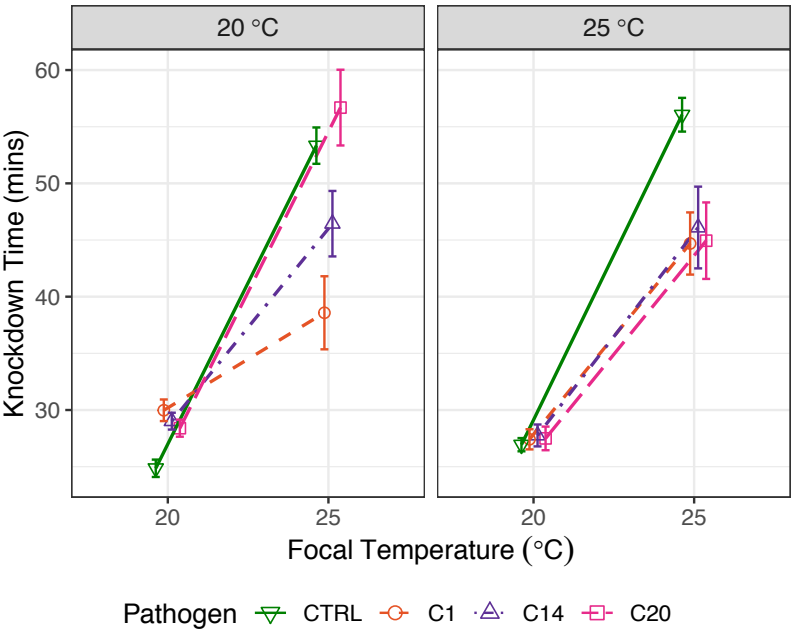 20 °C
25 °C
Knockdown Time (mins)
60
50
40
30
20
25
20
25
Focal Temperature (°C)
Pathogen CTRL C1 C14 C20